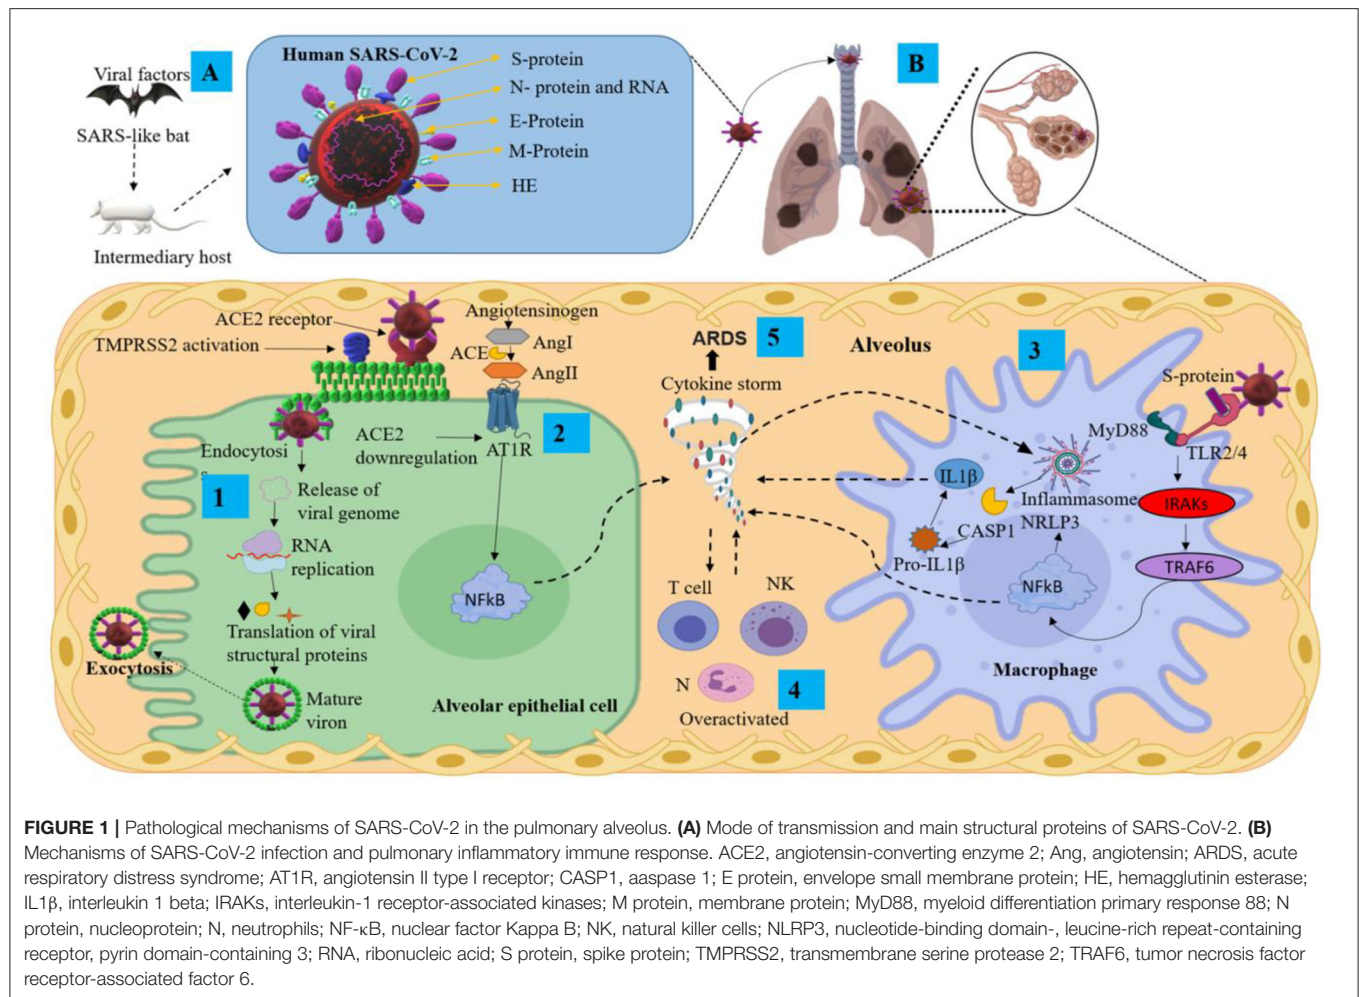 Viral factors
A
SARS-like bat
Intermediary host
Human SARS-CoV-2
S-protein
N- protein and RNA
E-Protein
M-Protein
HE
B
ACE2 receptor
TMPRSS2 activation
Angiotensinogen
AngI
ACE
AngII
ACE2
downregulation
AT1R
2
Endocytosi
s
1
Release of
viral genome
RNA
replication
Translation of viral
structural proteins
Exocytosis
Mature
viron
NFkB
Alveolar epithelial cell
ARDS
5
Cytokine storm
T cell
NK
N
4
Overactivated
Alveolus
3
S-protein
MyD88
TLR2/4
IL1β
Inflammasome
IRAKs
CASP1
NRLP3
Pro-IL1β
NFkB
TRAF6
Macrophage
FIGURE 1 | Pathological mechanisms of SARS-CoV-2 in the pulmonary alveolus. (A) Mode of transmission and main structural proteins of SARS-CoV-2. (B)
Mechanisms of SARS-CoV-2 infection and pulmonary inflammatory immune response. ACE2, angiotensin-converting enzyme 2; Ang, angiotensin; ARDS, acute
respiratory distress syndrome; AT1R, angiotensin II type I receptor; CASP1, aaspase 1; E protein, envelope small membrane protein; HE, hemagglutinin esterase;
IL1β, interleukin 1 beta; IRAKs, interleukin-1 receptor-associated kinases; M protein, membrane protein; MyD88, myeloid differentiation primary response 88; N
protein, nucleoprotein; N, neutrophils; NF-κB, nuclear factor Kappa B; NK, natural killer cells; NLRP3, nucleotide-binding domain-, leucine-rich repeat-containing
receptor, pyrin domain-containing 3; RNA, ribonucleic acid; S protein, spike protein; TMPRSS2, transmembrane serine protease 2; TRAF6, tumor necrosis factor
receptor-associated factor 6.